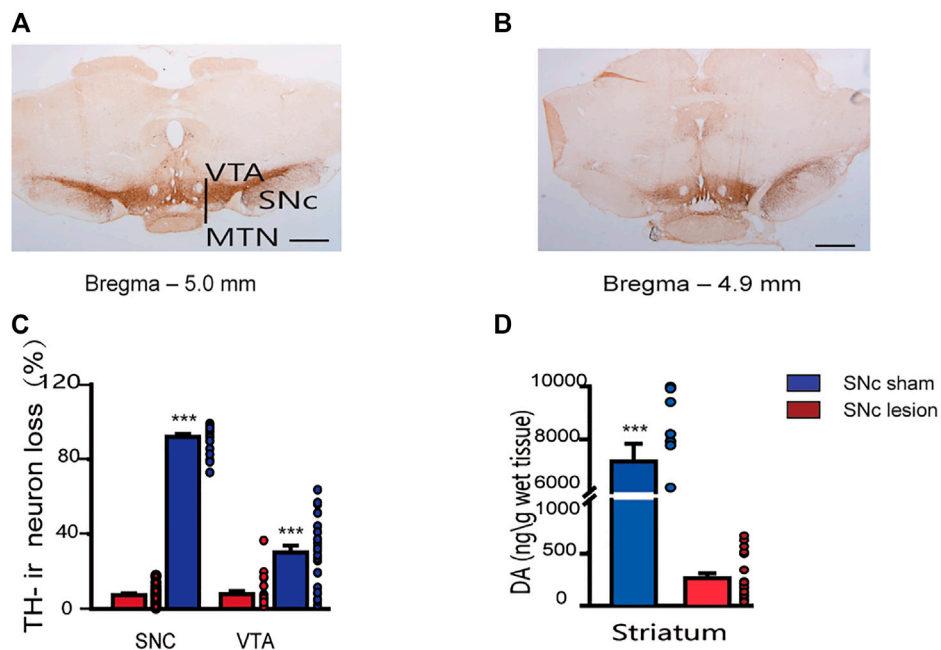 A
B
VTA
SNc
MTN
Bregma – 5.0 mm
Bregma – 4.9 mm
C
D
TH- ir neuron loss (%)
120
80
40
0
***
***
SNC
VTA
DA (ng\g wet tissue)
10000
8000
6000
1000
500
0
***
Striatum
SNc sham
SNc lesion